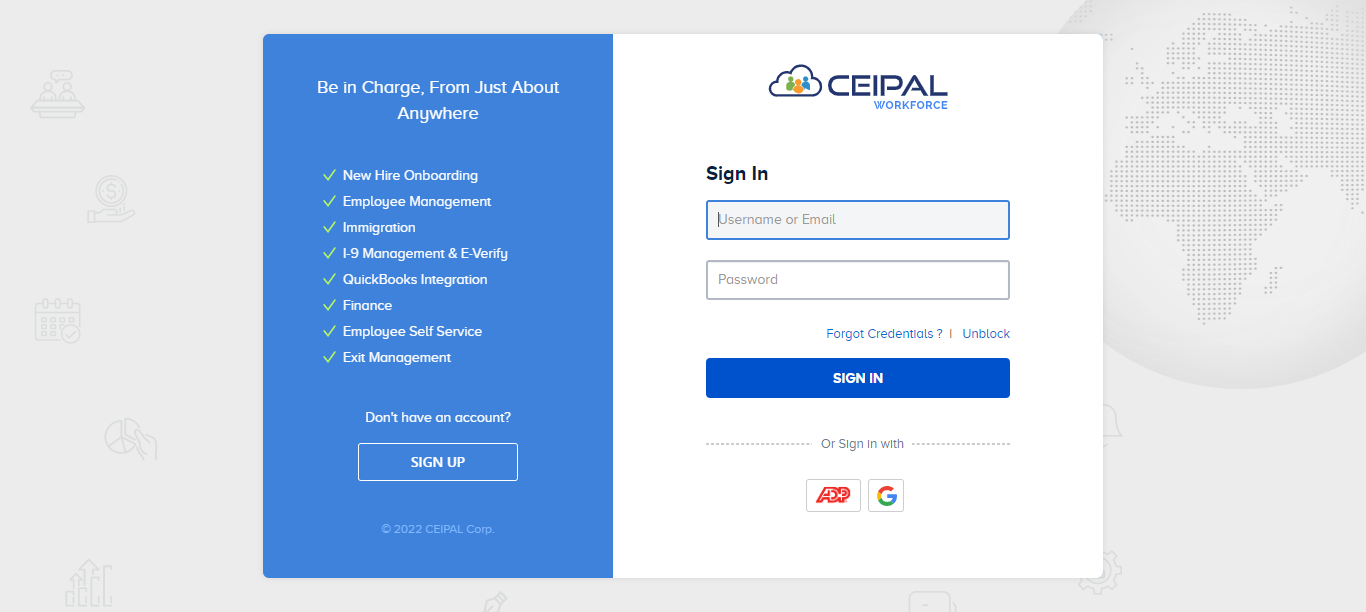 Be in Charge, From Just About
Anywhere
New Hire Onboarding
Employee Management
Immigration
I-9 Management & E-Verify
QuickBooks Integration
Finance
Employee Self Service
Exit Management
Don't have an account?
SIGN UP
© 2022 CEIPAL Corp.
CEIPAL
WORKFORCE
Sign In
Username or Email
Password
Forgot Credentials ? | Unblock
SIGN IN
Or Sign in with
ADP G